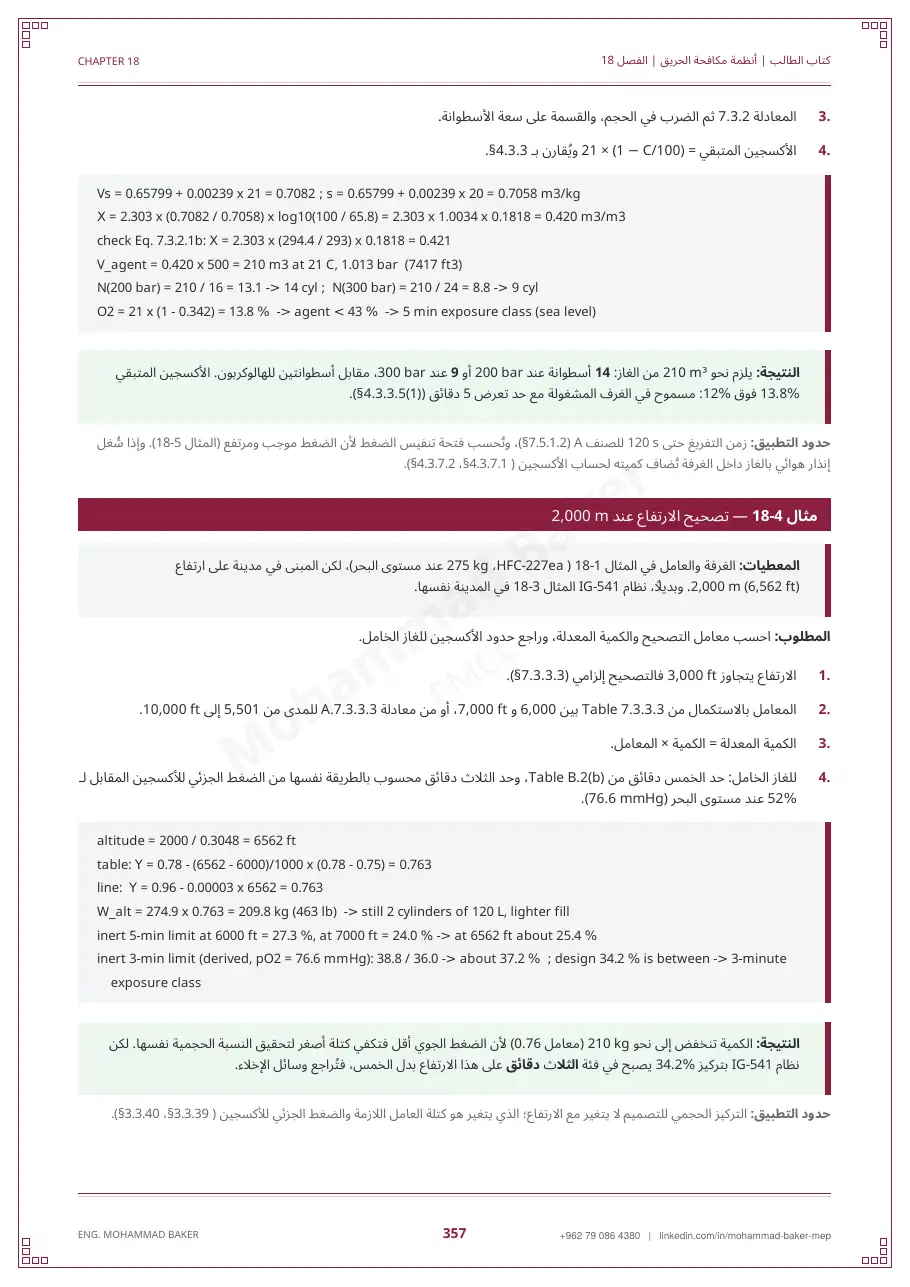 CHAPTER 18
كتاب الطالب | أنظمة مكافحة الحريق | الفصل 18
3. المعادلة 7.3.2 ثم الضرب في الحجم، والقسمة على سعة الأسطوانة.
4. الأكسجين المتبقي = 21 × (1 − C/100) ويُقارن بـ §4.3.3.
Vs = 0.65799 + 0.00239 x 21 = 0.7082 ; s = 0.65799 + 0.00239 x 20 = 0.7058 m3/kg
X = 2.303 x (0.7082 / 0.7058) x log10(100 / 65.8) = 2.303 x 1.0034 x 0.1818 = 0.420 m3/m3
check Eq. 7.3.2.1b: X = 2.303 x (294.4 / 293) x 0.1818 = 0.421
V_agent = 0.420 x 500 = 210 m3 at 21 C, 1.013 bar (7417 ft3)
N(200 bar) = 210 / 16 = 13.1 -> 14 cyl ; N(300 bar) = 210 / 24 = 8.8 -> 9 cyl
O2 = 21 x (1 - 0.342) = 13.8 % -> agent < 43 % -> 5 min exposure class (sea level)
النتيجة: يلزم نحو 210 m³ من الغاز: 14 أسطوانة عند 200 bar أو 9 عند 300 bar، مقابل أسطوانتين للهالوكربون. الأكسجين المتبقي
13.8% فوق 12%: مسموح في الغرف المشغولة مع حد تعرض 5 دقائق (§4.3.3.5(1)).
حدود التطبيق: زمن التفريغ حتى 120 s للصنف A (§7.5.1.2)، وتُحسب فتحة تنفيس الضغط لأن الضغط موجب ومرتفع (المثال 5-18). وإذا شُغل
إنذار هوائي بالغاز داخل الغرفة تُضاف كميته لحساب الأكسجين ( §4.3.7.1، §4.3.7.2).
مثال 4-18 — تصحيح الارتفاع عند 2,000 m
المعطيات: الغرفة والعامل في المثال 1-18 ( HFC-227ea، 275 kg عند مستوى البحر)، لكن المبنى في مدينة على ارتفاع
2,000 m (6,562 ft). وبديلًا، نظام IG-541 المثال 3-18 في المدينة نفسها.
المطلوب: احسب معامل التصحيح والكمية المعدلة، وراجع حدود الأكسجين للغاز الخامل.
1. الارتفاع يتجاوز 3,000 ft فالتصحيح إلزامي (§7.3.3.3).
2. المعامل بالاستكمال من Table 7.3.3.3 بين 6,000 و 7,000 ft، أو من معادلة A.7.3.3.3 للمدى من 5,501 إلى 10,000 ft.
3. الكمية المعدلة = الكمية × المعامل.
4. للغاز الخامل: حد الخمس دقائق من Table B.2(b)، وحد الثلاث دقائق محسوب بالطريقة نفسها من الضغط الجزئي للأكسجين المقابل لـ
52% عند مستوى البحر (76.6 mmHg).
altitude = 2000 / 0.3048 = 6562 ft
table: Y = 0.78 - (6562 - 6000)/1000 x (0.78 - 0.75) = 0.763
line: Y = 0.96 - 0.00003 x 6562 = 0.763
W_alt = 274.9 x 0.763 = 209.8 kg (463 lb) -> still 2 cylinders of 120 L, lighter fill
inert 5-min limit at 6000 ft = 27.3 %, at 7000 ft = 24.0 % -> at 6562 ft about 25.4 %
inert 3-min limit (derived, pO2 = 76.6 mmHg): 38.8 / 36.0 -> about 37.2 % ; design 34.2 % is between -> 3-minute
exposure class
النتيجة: الكمية تنخفض إلى نحو 210 kg (معامل 0.76) لأن الضغط الجوي أقل فتكفي كتلة أصغر لتحقيق النسبة الحجمية نفسها. لكن
نظام IG-541 بتركيز 34.2% يصبح في فئة الثلاث دقائق على هذا الارتفاع بدل الخمس، فتُراجع وسائل الإخلاء.
حدود التطبيق: التركيز الحجمي للتصميم لا يتغير مع الارتفاع؛ الذي يتغير هو كتلة العامل اللازمة والضغط الجزئي للأكسجين ( §3.3.39، §3.3.40).
Mohammad Baker
ENG. MOHAMMAD BAKER
357
+962 79 086 4380 | linkedin.com/in/mohammad-baker-mep